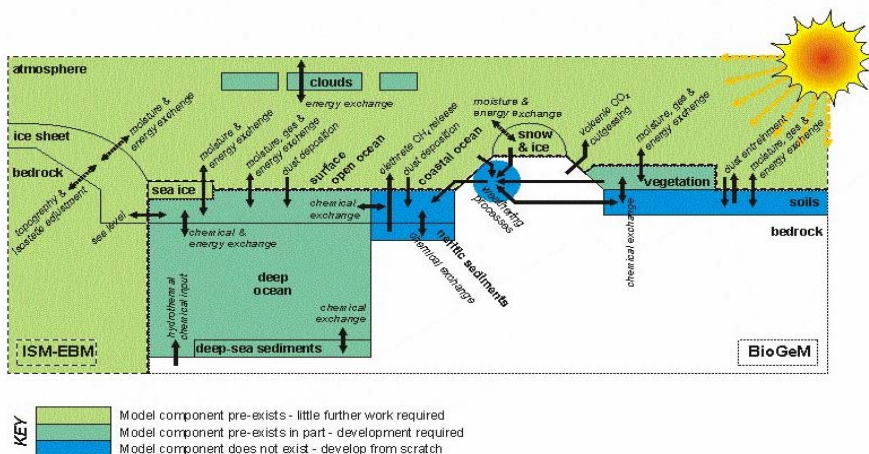 atmosphere
clouds
energy exchange
moisture &
energy exchange
ice sheet
bedrock
topography &
isostatic adjustment
sea level
sea ice
moisture &
energy exchange
moisture, gas &
energy exchange
dust deposition
surface
open ocean
chemical
exchange
clathrate CH4 release
dust deposition
coastal ocean
moisture &
energy exchange
snow
& ice
volcanic CO2
outgassing
weathering
processes
moisture, gas &
energy exchange
vegetation
chemical exchange
dust entrainment
moisture, gas &
energy exchange
soils
bedrock
chemical &
energy exchange
neritic sediments
chemical exchange
deep
ocean
hydrothermal
chemical input
chemical
exchange
deep-sea sediments
ISM-EBM
BioGeM
KEY
Model component pre-exists - little further work required
Model component pre-exists in part - development required
Model component does not exist - develop from scratch